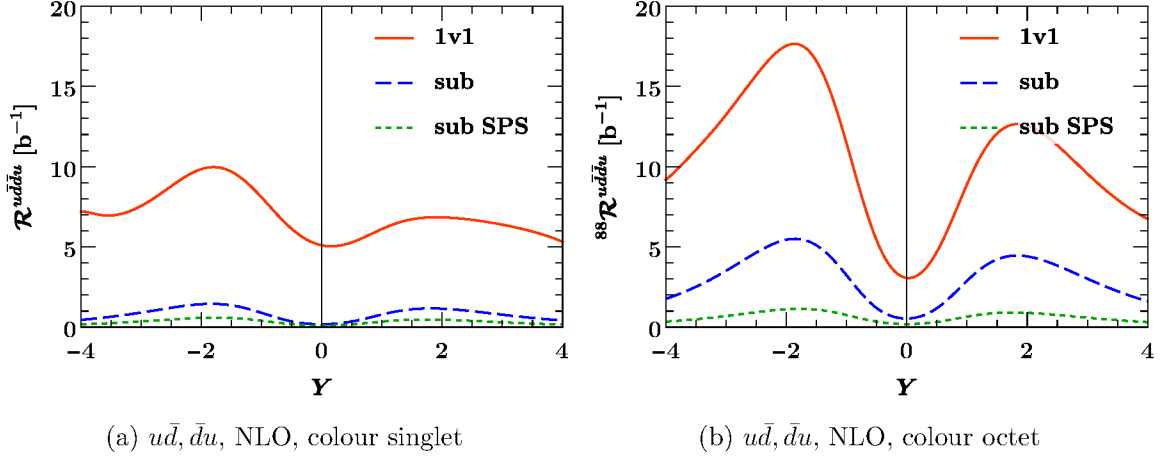 20
15
10
5
0
−4
−2
0
2
4
1v1
sub
sub SPS
𝓡^{ud̄d̄u} [b⁻¹]
Y
(a) ud̄, d̄u, NLO, colour singlet
20
15
10
5
0
−4
−2
0
2
4
1v1
sub
sub SPS
⁸⁸𝓡^{ud̄d̄u} [b⁻¹]
Y
(b) ud̄, d̄u, NLO, colour octet